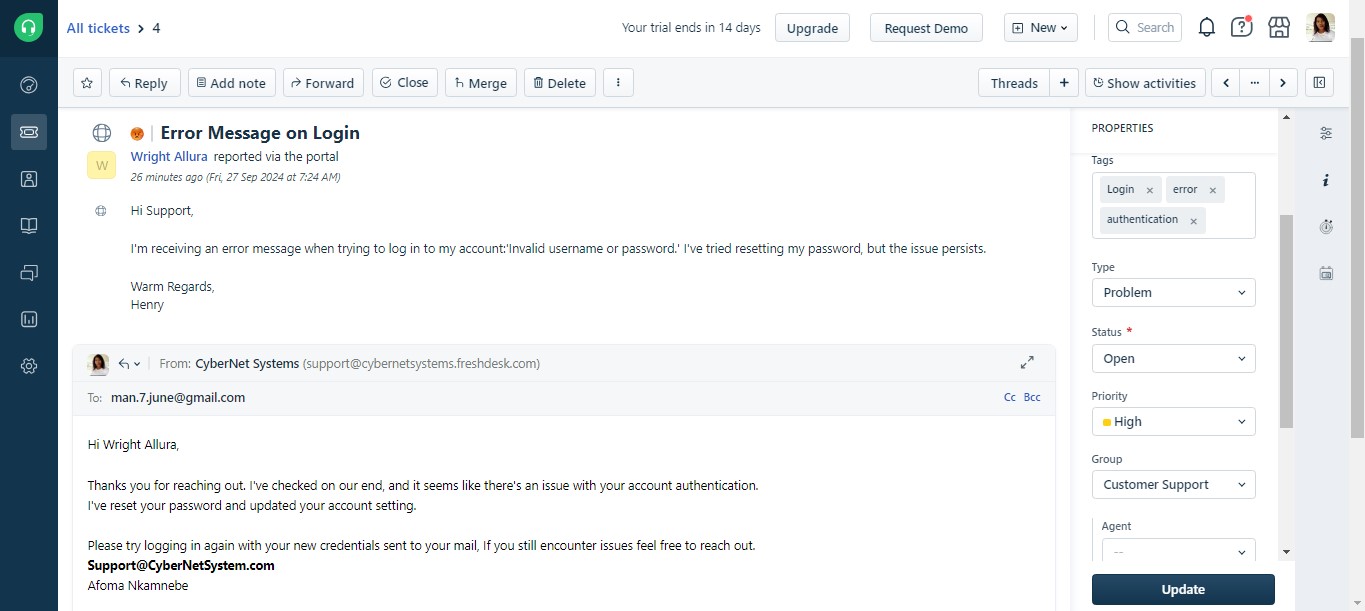 All tickets > 4
Your trial ends in 14 days
Upgrade
Request Demo
New
Search
Reply
Add note
Forward
Close
Merge
Delete
Threads
+
Show activities
Error Message on Login
Wright Allura reported via the portal
26 minutes ago (Fri, 27 Sep 2024 at 7:24 AM)
W
Hi Support,
I'm receiving an error message when trying to log in to my account:'Invalid username or password.' I've tried resetting my password, but the issue persists.
Warm Regards,
Henry
From: CyberNet Systems (support@cybernetsystems.freshdesk.com)
To: man.7.june@gmail.com
Cc Bcc
Hi Wright Allura,
Thanks you for reaching out. I've checked on our end, and it seems like there's an issue with your account authentication.
I've reset your password and updated your account setting.
Please try logging in again with your new credentials sent to your mail, If you still encounter issues feel free to reach out.
Support@CyberNetSystem.com
Afoma Nkamnebe
PROPERTIES
Tags
Login × error ×
authentication ×
Type
Problem
Status *
Open
Priority
High
Group
Customer Support
Agent
--
Update